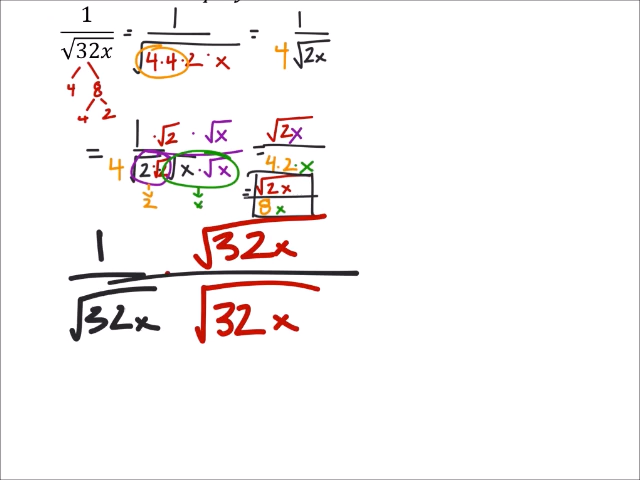 1/√32x = 1/√4·4·2·x = 1/4√2x
4 8
4 2
= 1·√2·√x/4√2·√2√x·√x = √2x/4·2·x
2 x
= √2x/8x
1/√32x · √32x/√32x